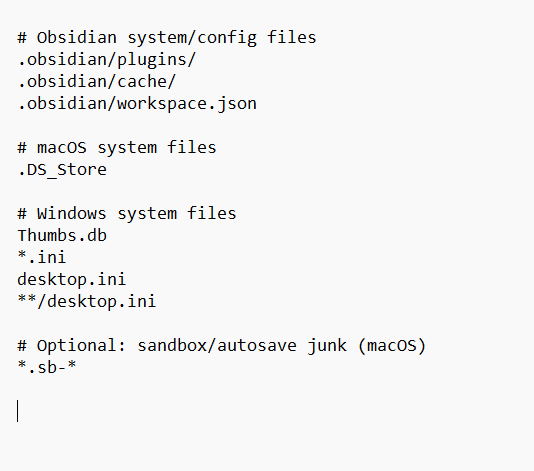 # Obsidian system/config files
.obsidian/plugins/
.obsidian/cache/
.obsidian/workspace.json
# macOS system files
.DS_Store
# Windows system files
Thumbs.db
*.ini
desktop.ini
**/desktop.ini
# Optional: sandbox/autosave junk (macOS)
*.sb-*